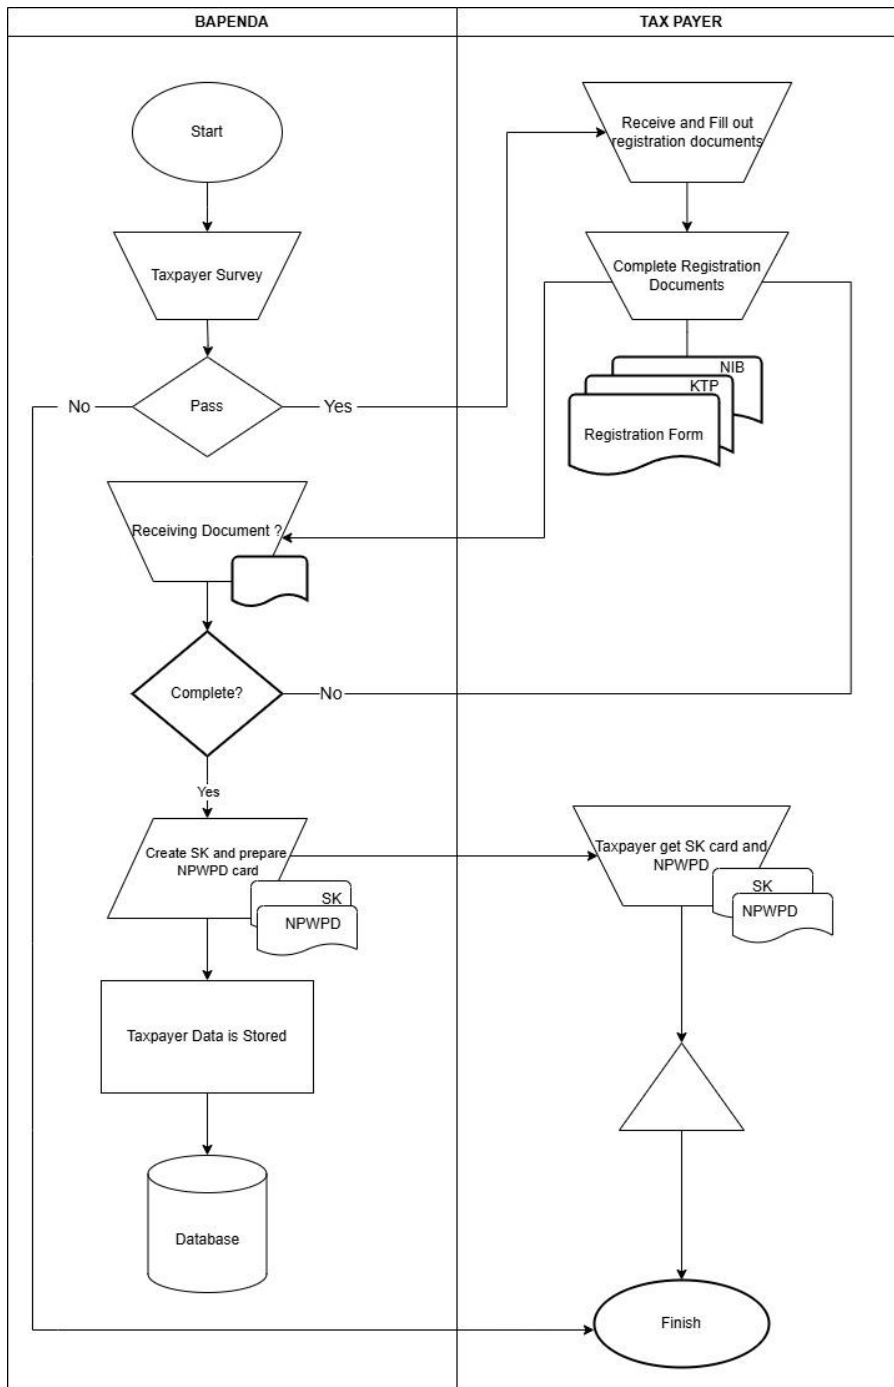 BAPENDA
TAX PAYER
Start
Receive and Fill out
registration documents
Taxpayer Survey
Complete Registration
Documents
No
Pass
Yes
NIB
KTP
Registration Form
Receiving Document ?
Complete?
No
Yes
Create SK and prepare
NPWPD card
SK
NPWPD
Taxpayer get SK card and
NPWPD
SK
NPWPD
Taxpayer Data is Stored
Database
Finish